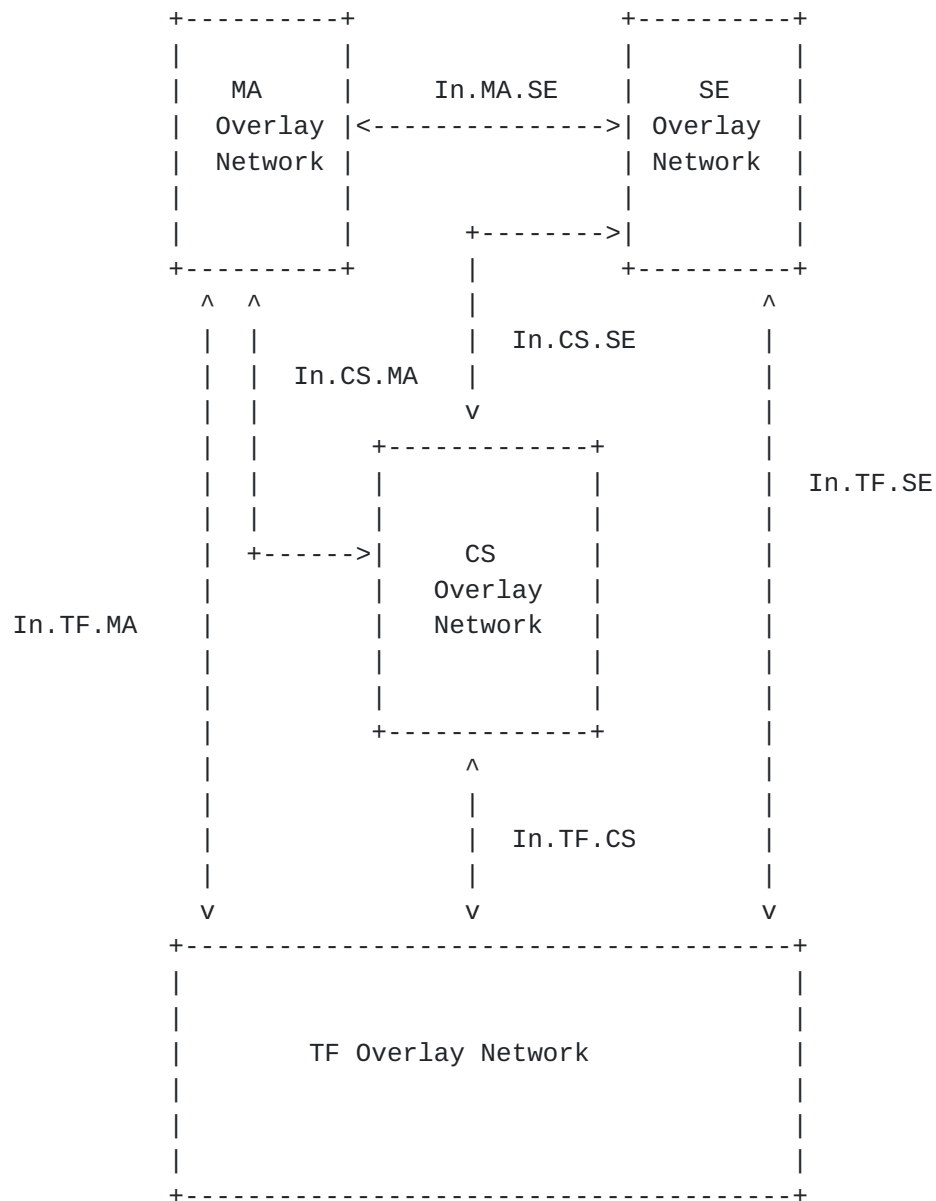 MA
Overlay
Network
In.MA.SE
SE
Overlay
Network
In.CS.SE
In.CS.MA
In.TF.SE
CS
Overlay
Network
In.TF.MA
In.TF.CS
TF Overlay Network